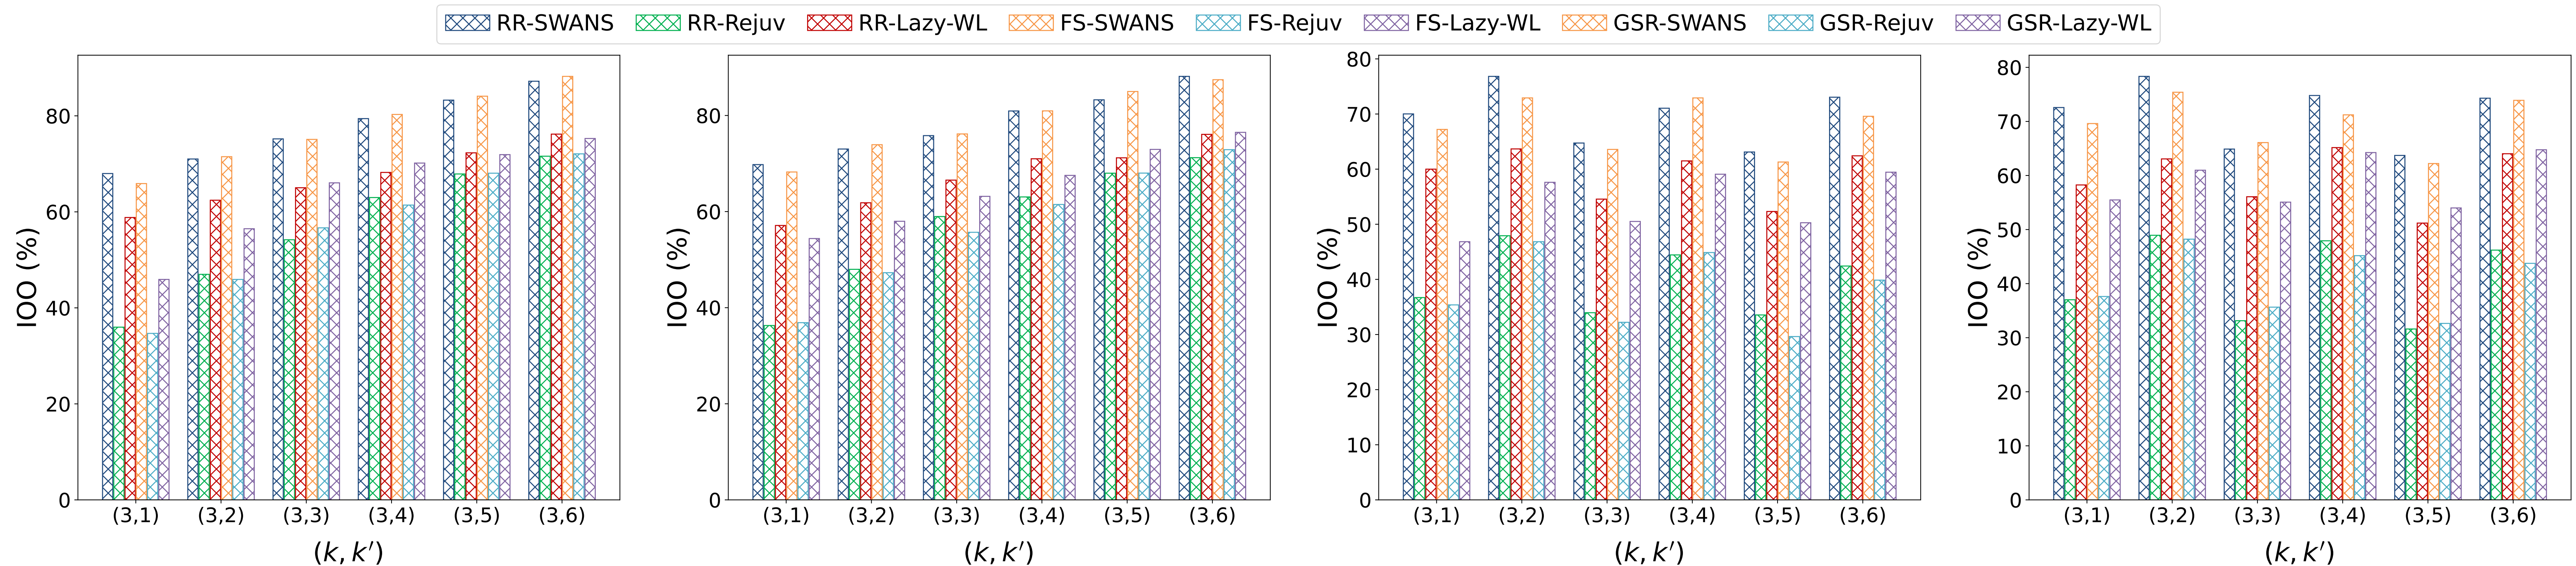 RR-SWANS RR-Rejuv RR-Lazy-WL FS-SWANS FS-Rejuv FS-Lazy-WL GSR-SWANS GSR-Rejuv GSR-Lazy-WL
IOO (%)
80
60
40
20
0
(3,1) (3,2) (3,3) (3,4) (3,5) (3,6)
(k, k′)
IOO (%)
80
60
40
20
0
(3,1) (3,2) (3,3) (3,4) (3,5) (3,6)
(k, k′)
IOO (%)
80
70
60
50
40
30
20
10
0
(3,1) (3,2) (3,3) (3,4) (3,5) (3,6)
(k, k′)
IOO (%)
80
70
60
50
40
30
20
10
0
(3,1) (3,2) (3,3) (3,4) (3,5) (3,6)
(k, k′)